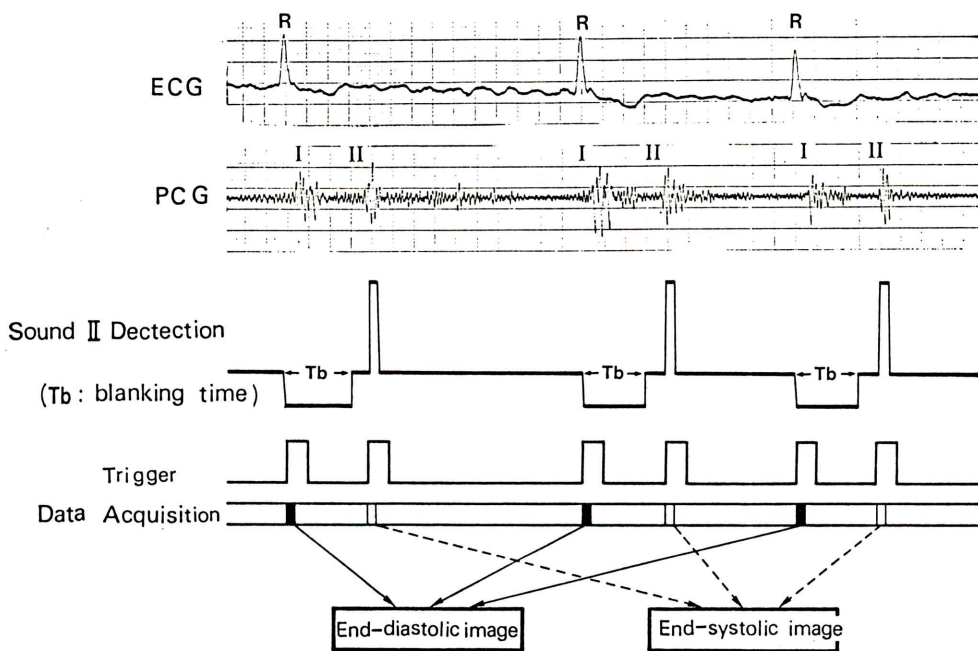 R R R
ECG
I II I II I II
PCG
Sound II Dectection
Tb Tb Tb
(Tb : blanking time)
Trigger
Data Acquisition
End-diastolic image End-systolic image